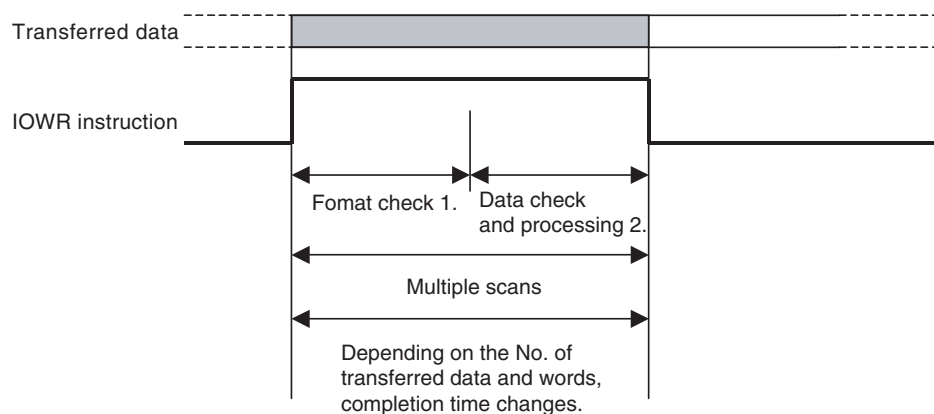 Transferred data
IOWR instruction
Fomat check 1.
Data check
and processing 2.
Multiple scans
Depending on the No. of
transferred data and words,
completion time changes.